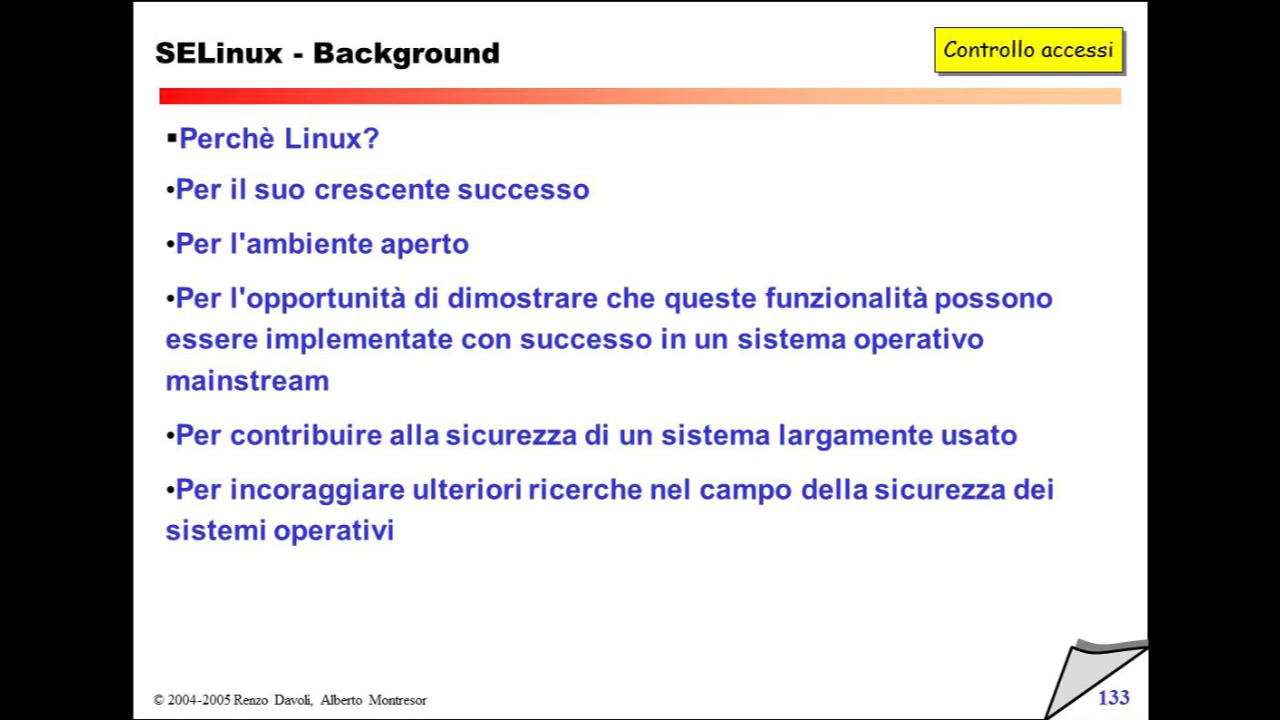 SELinux - Background
Controllo accessi
▪Perchè Linux?
•Per il suo crescente successo
•Per l'ambiente aperto
•Per l'opportunità di dimostrare che queste funzionalità possono
essere implementate con successo in un sistema operativo
mainstream
•Per contribuire alla sicurezza di un sistema largamente usato
•Per incoraggiare ulteriori ricerche nel campo della sicurezza dei
sistemi operativi
© 2004-2005 Renzo Davoli, Alberto Montresor
133